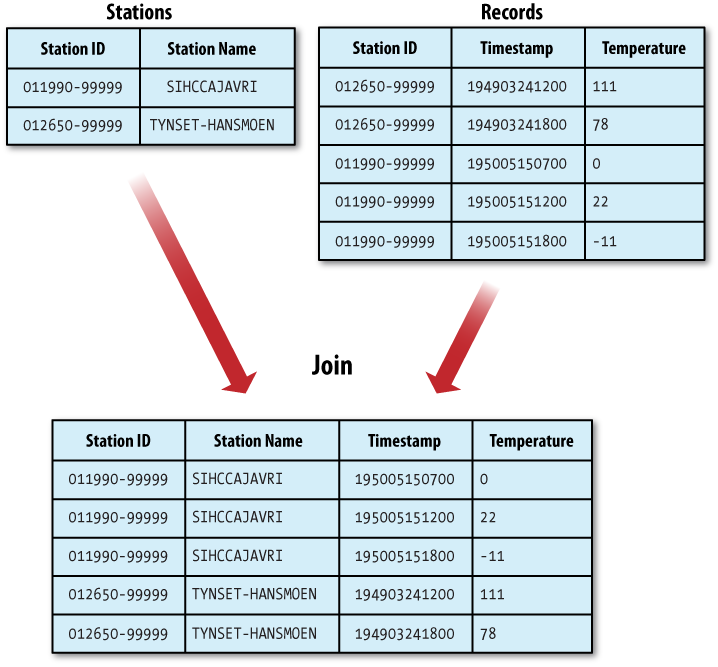 Stations
Station ID Station Name
011990-99999 SIHCCAJAVRI
012650-99999 TYNSET-HANSMOEN
Records
Station ID Timestamp Temperature
012650-99999 194903241200 111
012650-99999 194903241800 78
011990-99999 195005150700 0
011990-99999 195005151200 22
011990-99999 195005151800 -11
Join
Station ID Station Name Timestamp Temperature
011990-99999 SIHCCAJAVRI 195005150700 0
011990-99999 SIHCCAJAVRI 195005151200 22
011990-99999 SIHCCAJAVRI 195005151800 -11
012650-99999 TYNSET-HANSMOEN 194903241200 111
012650-99999 TYNSET-HANSMOEN 194903241800 78